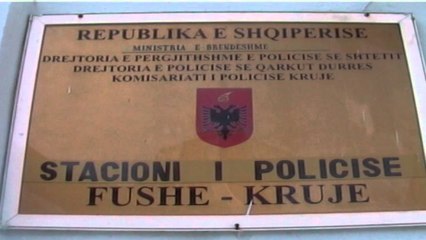 REPUBLIKA E SHQIPERISE
MINISTRIA E BRENDESHME
DREJTORIA E PERGJITHSHME E POLICISE SE SHTETIT
DREJTORIA E POLICISE SE QARKUT DURRES
KOMISARIATI I POLICISE KRUJE
STACIONI I POLICISE
FUSHE - KRUJE